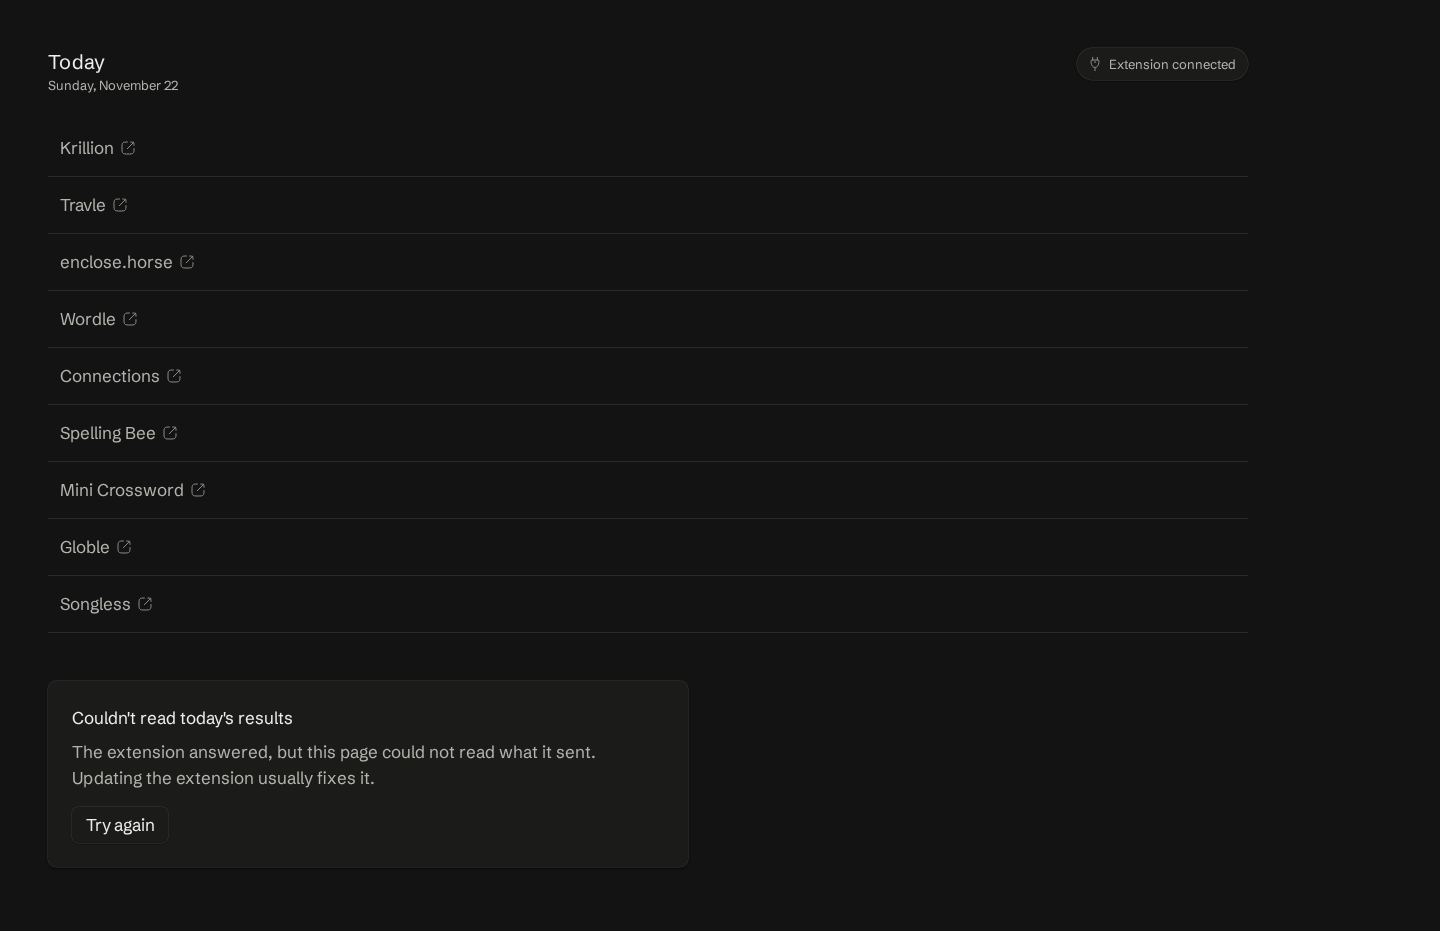 Today
Sunday, November 22
Extension connected
Krillion
Travle
enclose.horse
Wordle
Connections
Spelling Bee
Mini Crossword
Globle
Songless
Couldn't read today's results
The extension answered, but this page could not read what it sent.
Updating the extension usually fixes it.
Try again